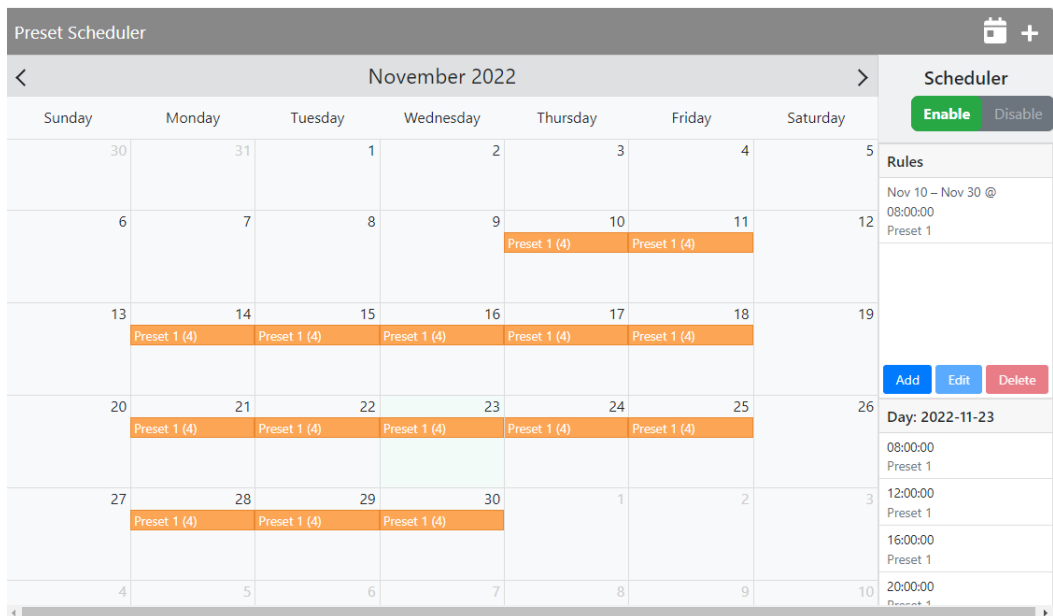 Preset Scheduler
November 2022
Sunday Monday Tuesday Wednesday Thursday Friday Saturday
30 31 1 2 3 4 5
6 7 8 9 10 11 12
Preset 1 (4) Preset 1 (4)
13 14 15 16 17 18 19
Preset 1 (4) Preset 1 (4) Preset 1 (4) Preset 1 (4) Preset 1 (4)
20 21 22 23 24 25 26
Preset 1 (4) Preset 1 (4) Preset 1 (4) Preset 1 (4) Preset 1 (4)
27 28 29 30 1 2 3
Preset 1 (4) Preset 1 (4) Preset 1 (4)
4 5 6 7 8 9 10
Scheduler
Enable Disable
Rules
Nov 10 – Nov 30 @
08:00:00
Preset 1
Add Edit Delete
Day: 2022-11-23
08:00:00
Preset 1
12:00:00
Preset 1
16:00:00
Preset 1
20:00:00
Preset 1